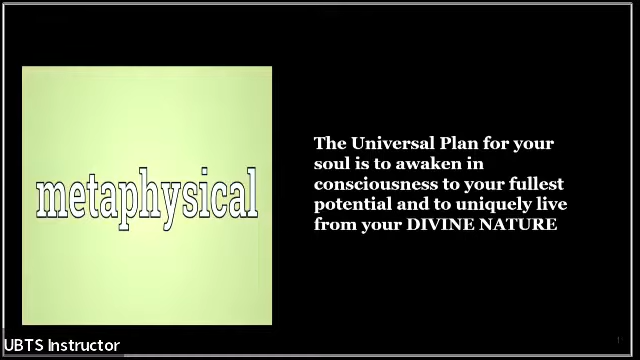 metaphysical
The Universal Plan for your
soul is to awaken in
consciousness to your fullest
potential and to uniquely live
from your DIVINE NATURE
UBTS Instructor